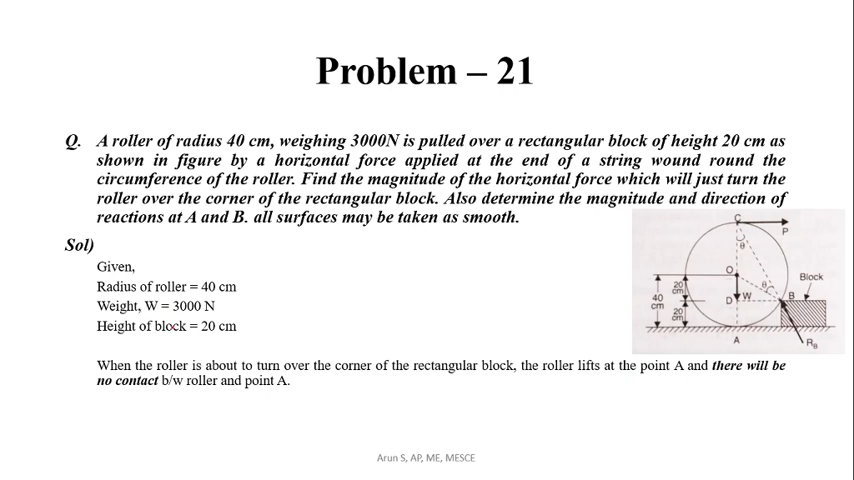 Problem – 21
Q. A roller of radius 40 cm, weighing 3000N is pulled over a rectangular block of height 20 cm as
shown in figure by a horizontal force applied at the end of a string wound round the
circumference of the roller. Find the magnitude of the horizontal force which will just turn the
roller over the corner of the rectangular block. Also determine the magnitude and direction of
reactions at A and B. all surfaces may be taken as smooth.
Sol)
Given,
Radius of roller = 40 cm
Weight, W = 3000 N
Height of block = 20 cm
C
P
θ
O
θ
Block
20
cm
40
cm
D
W
B
20
cm
A
R_B
When the roller is about to turn over the corner of the rectangular block, the roller lifts at the point A and there will be
no contact b/w roller and point A.
Arun S, AP, ME, MESCE